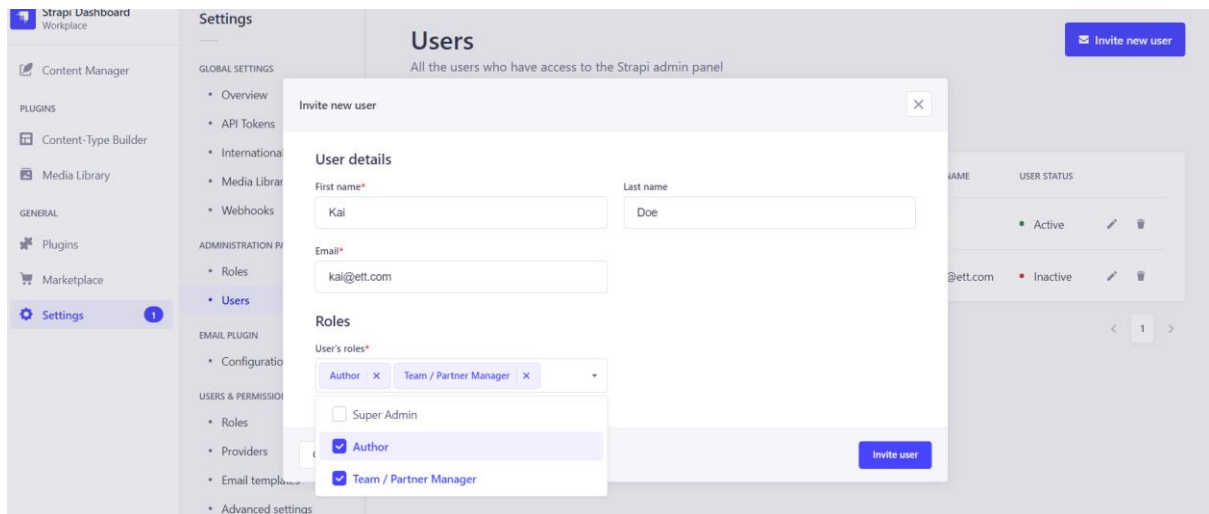 Strapi Dashboard
Workplace
Content Manager
PLUGINS
Content-Type Builder
Media Library
GENERAL
Plugins
Marketplace
Settings 1
Settings
GLOBAL SETTINGS
• Overview
• API Tokens
• International
• Media Librar
• Webhooks
ADMINISTRATION PA
• Roles
• Users
EMAIL PLUGIN
• Configuratio
USERS & PERMISSIO
• Roles
• Providers
• Email templates
• Advanced settings
Users
All the users who have access to the Strapi admin panel
Invite new user
NAME USER STATUS
• Active
@ett.com • Inactive
1
Invite new user
User details
First name* Last name
Kai Doe
Email*
kai@ett.com
Roles
User's roles*
Author Team / Partner Manager
Super Admin
Author
Team / Partner Manager
Invite user